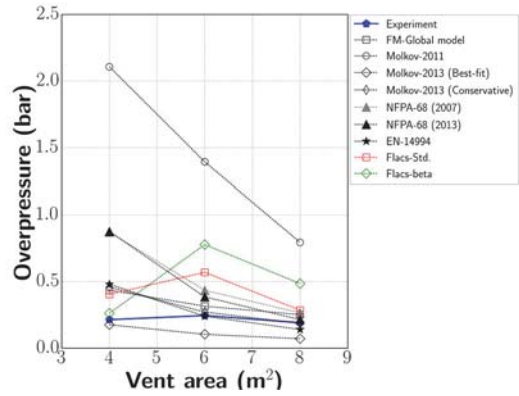 2.5
2.0
1.5
1.0
0.5
0.0
Overpressure (bar)
3 4 5 6 7 8 9
Vent area (m²)
Experiment
FM-Global model
Molkov-2011
Molkov-2013 (Best-fit)
Molkov-2013 (Conservative)
NFPA-68 (2007)
NFPA-68 (2013)
EN-14994
Flacs-Std.
Flacs-beta